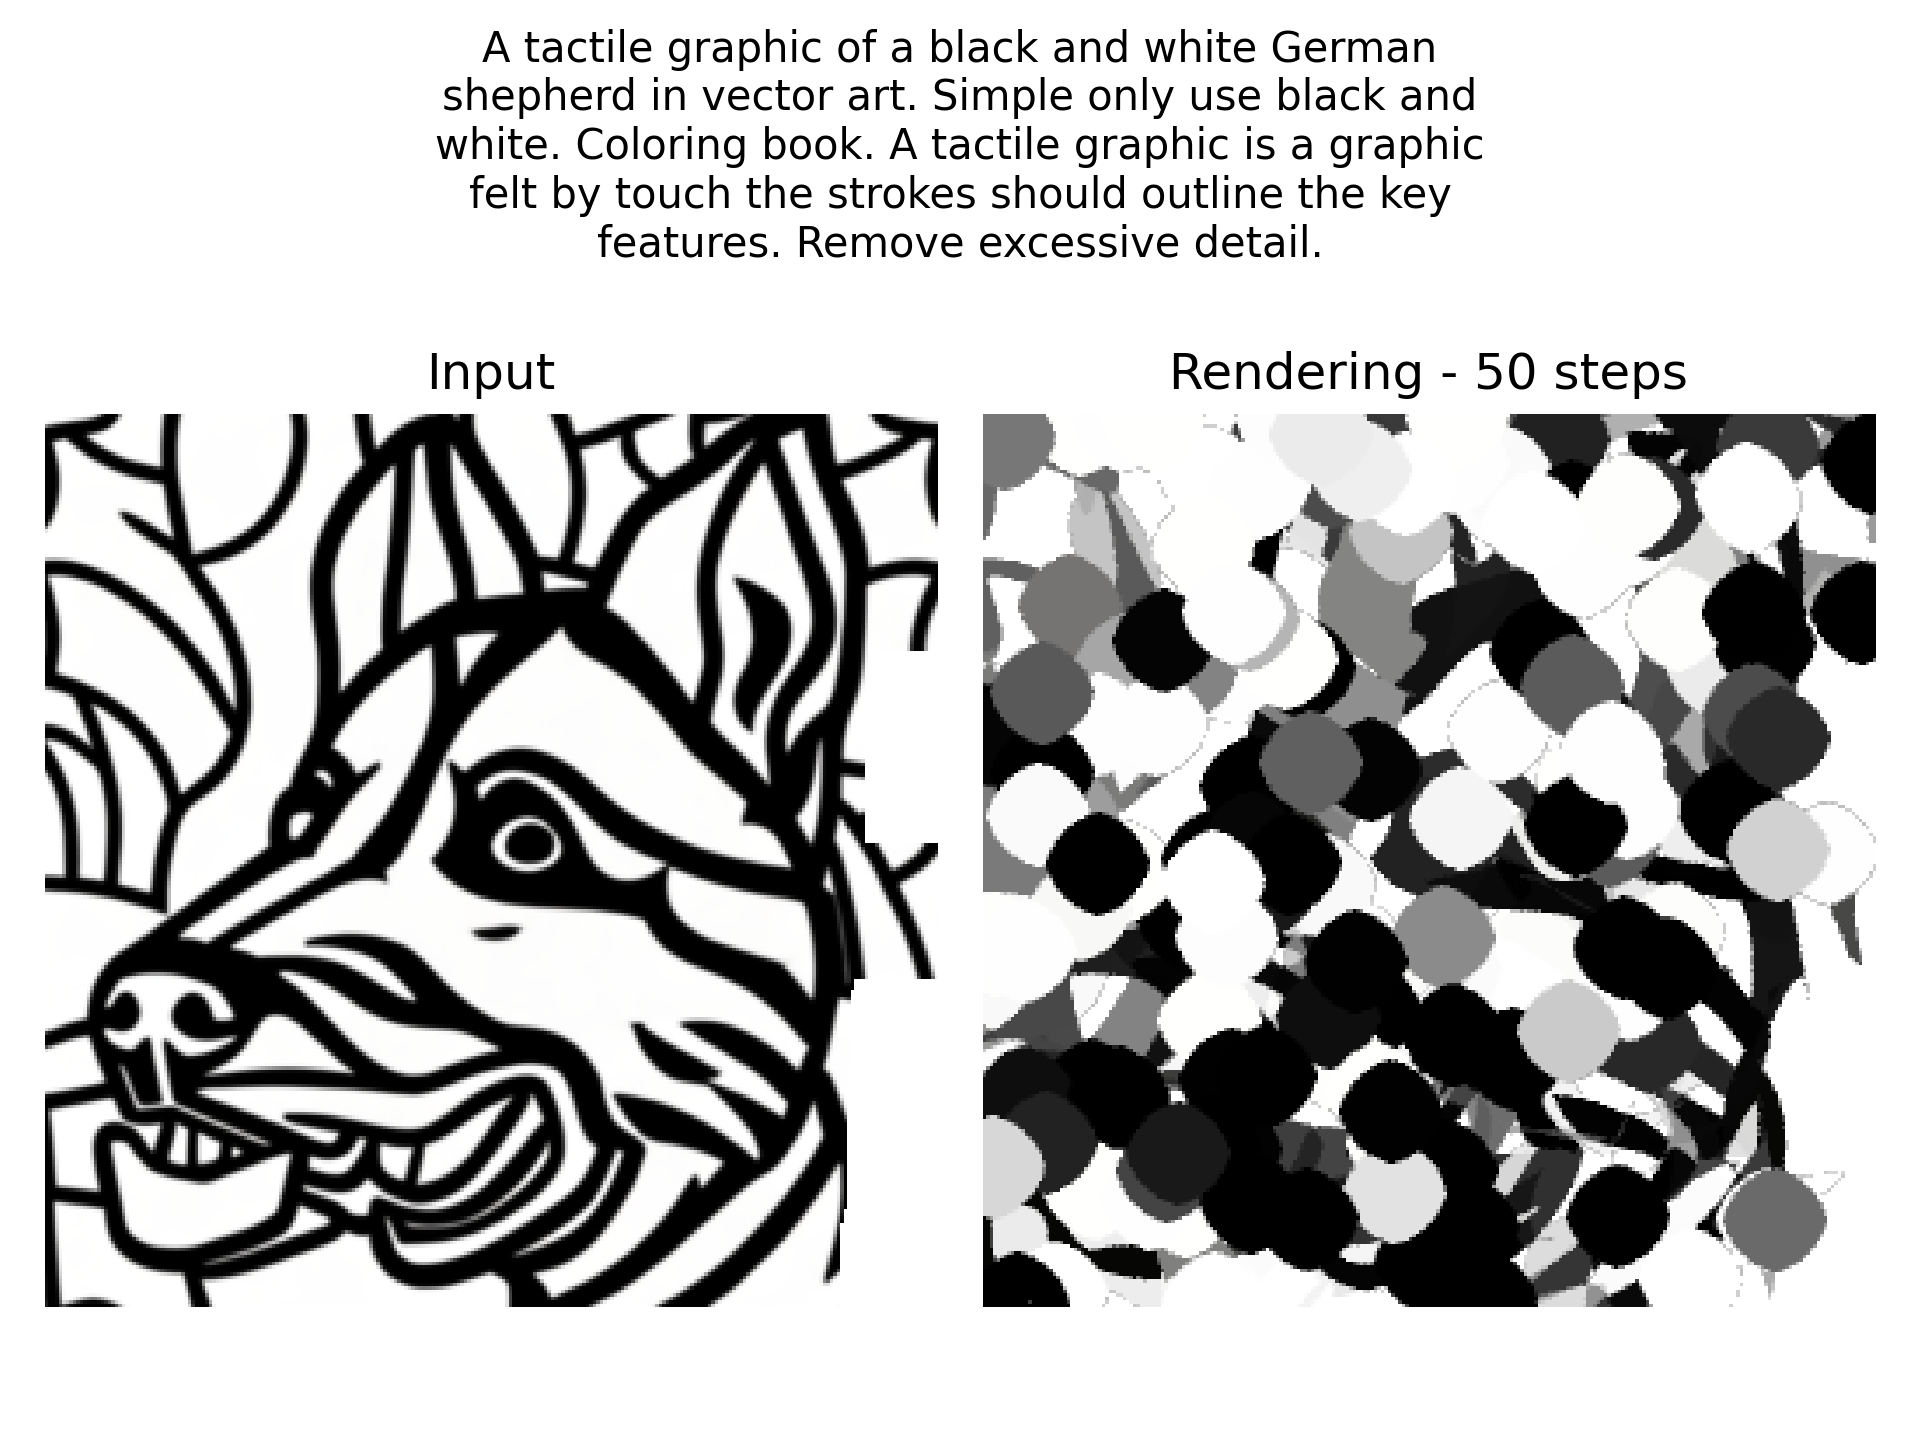 A tactile graphic of a black and white German
shepherd in vector art. Simple only use black and
white. Coloring book. A tactile graphic is a graphic
felt by touch the strokes should outline the key
features. Remove excessive detail.
Input
Rendering - 50 steps